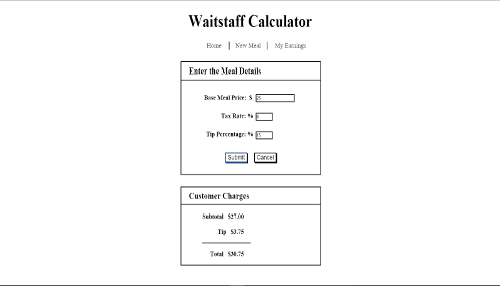 Waitstaff Calculator
Home | New Meal | My Earnings
Enter the Meal Details
Base Meal Price: $ 25
Tax Rate: % 8
Tip Percentage: % 15
Submit Cancel
Customer Charges
Subtotal $27.00
Tip $3.75
Total $30.75